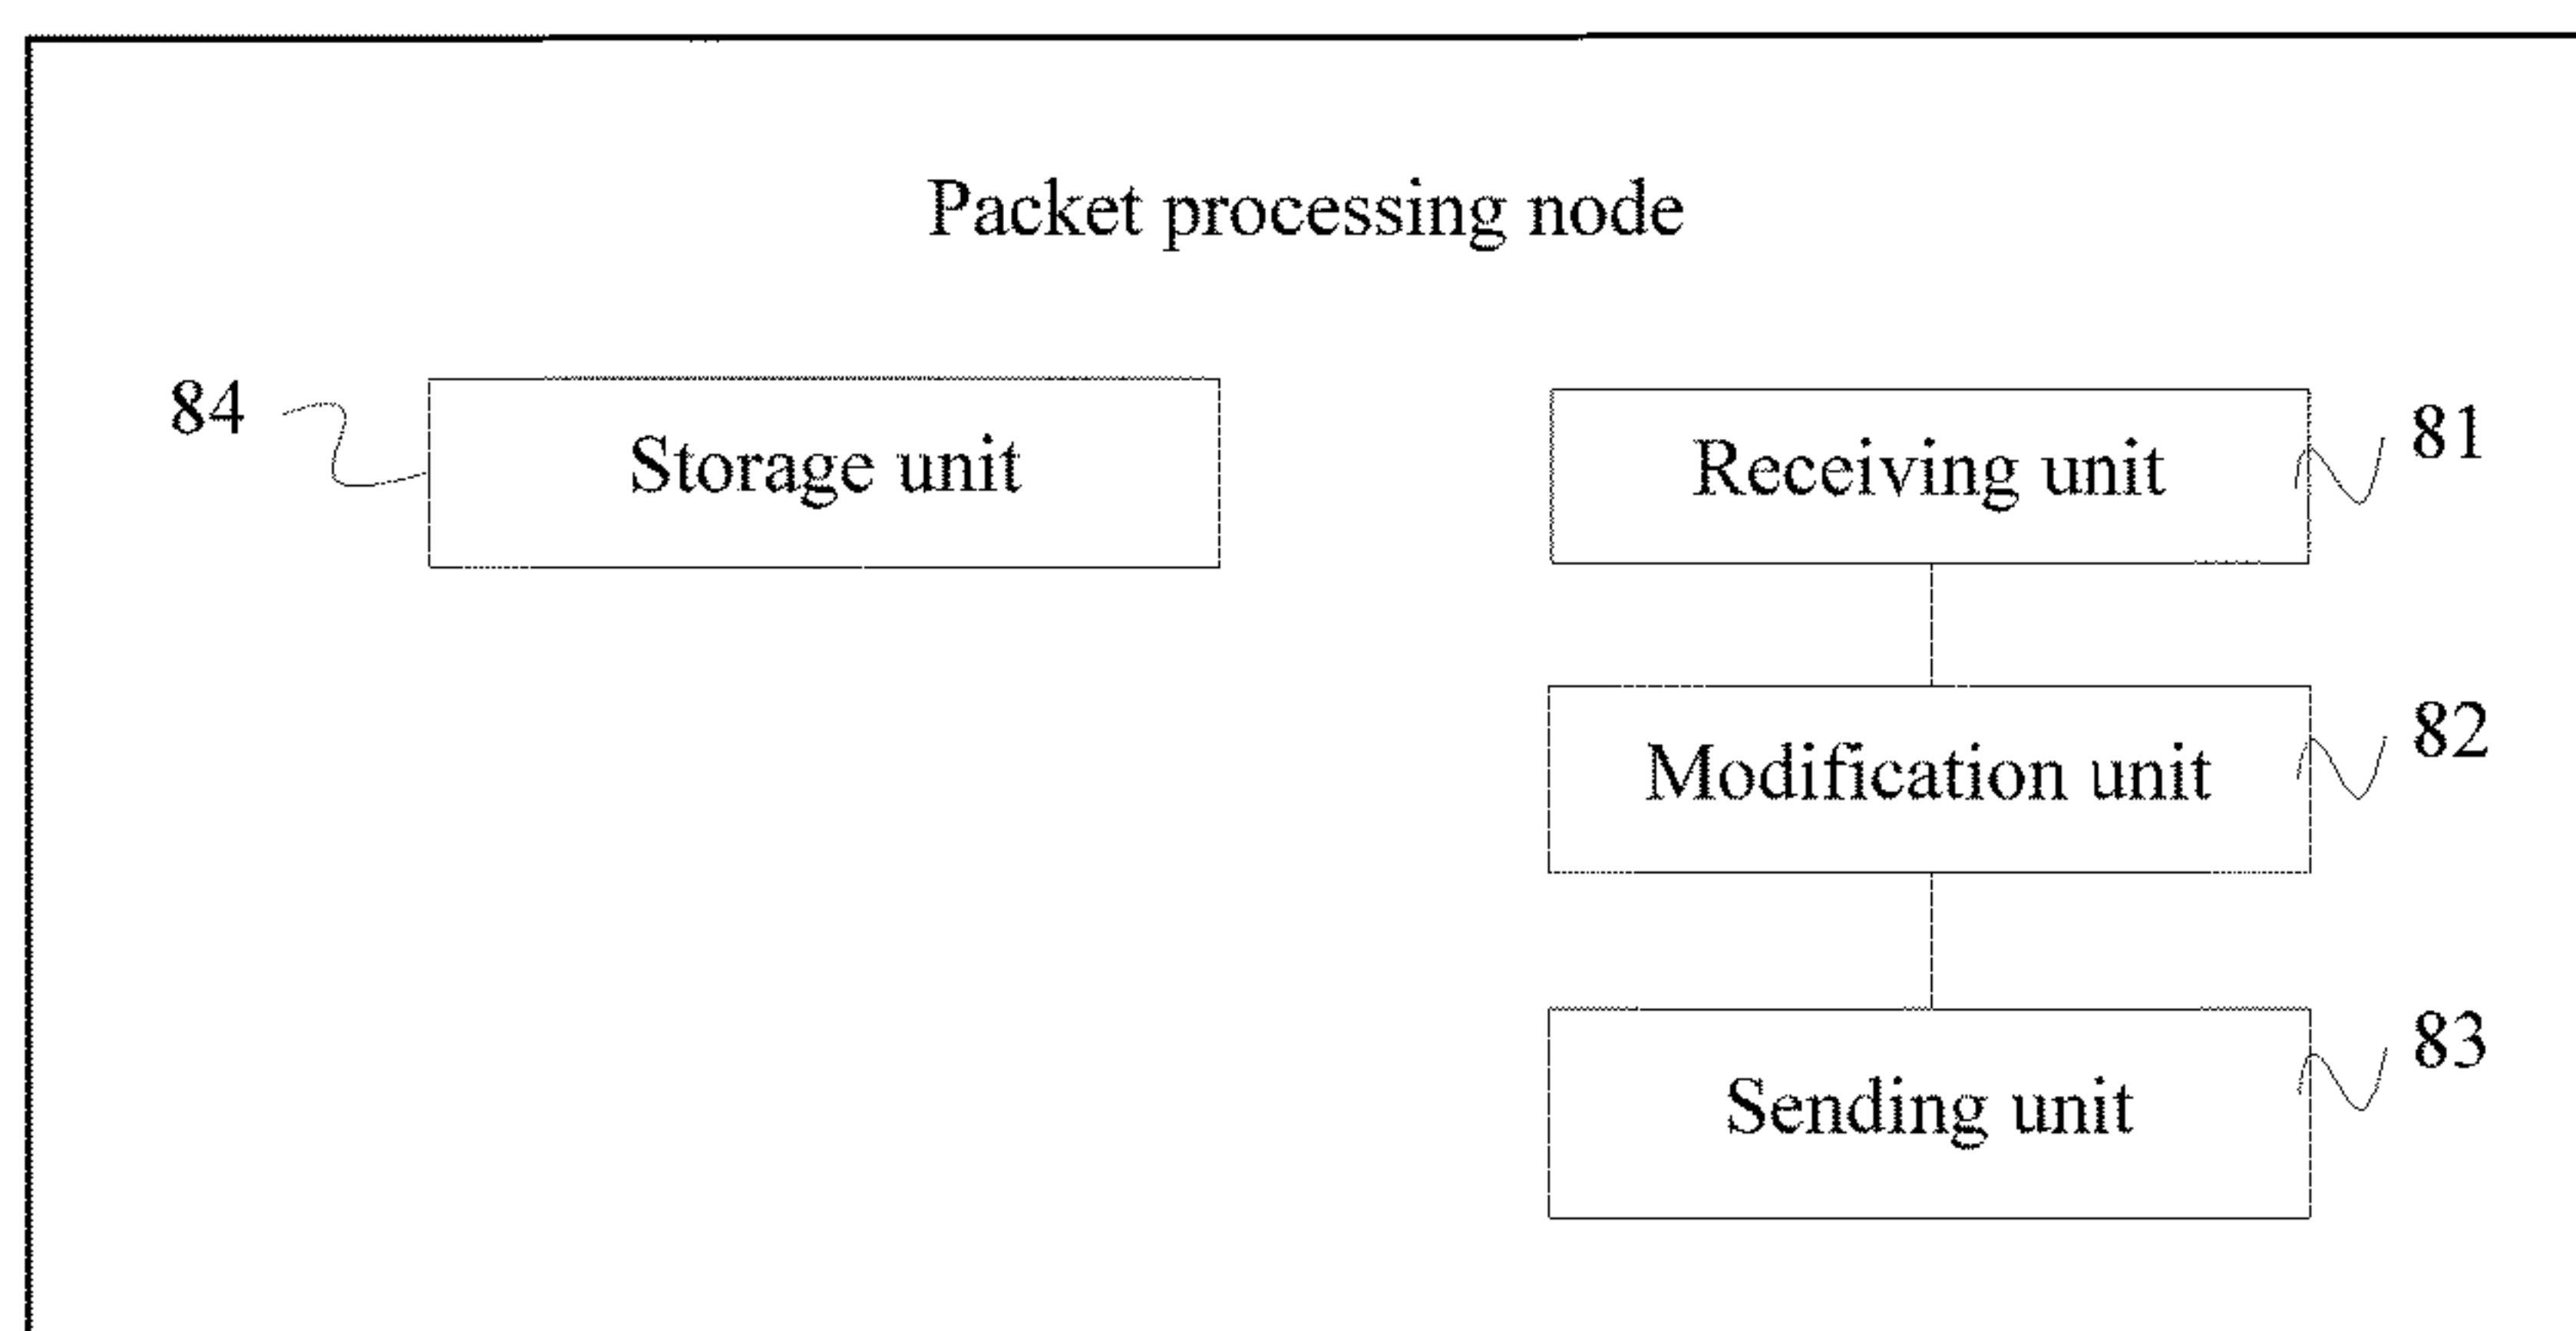 Packet processing node
84
Storage unit
Receiving unit
81
Modification unit
82
Sending unit
83